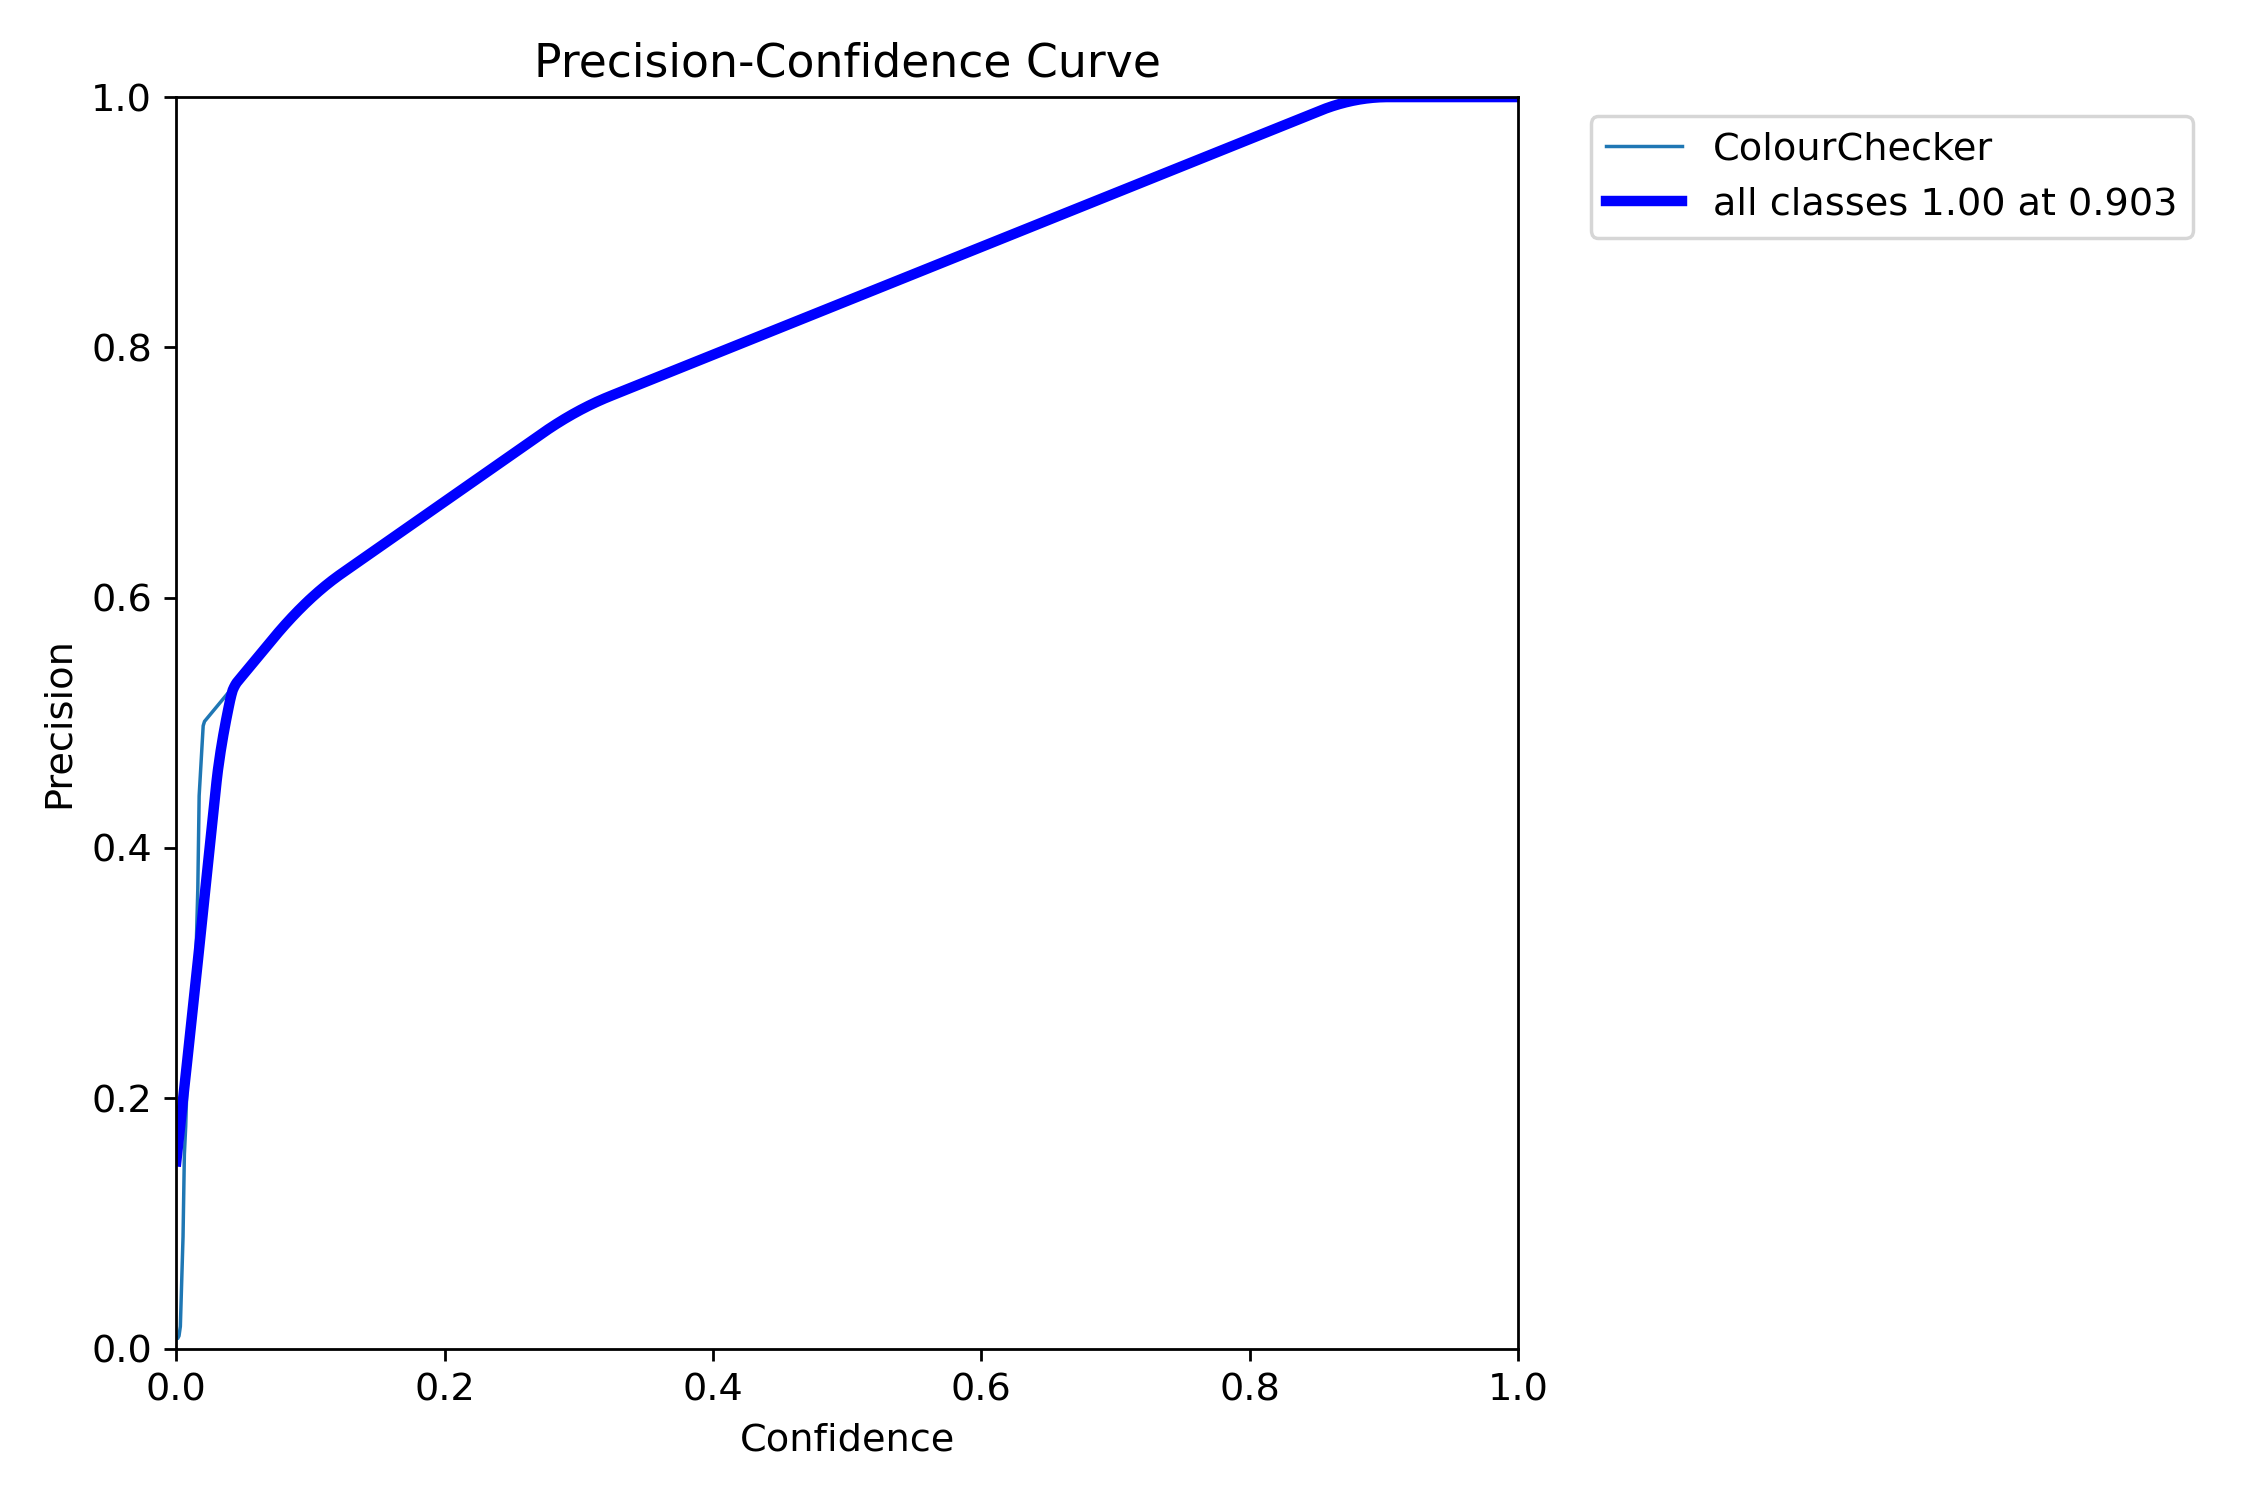 Precision-Confidence Curve
1.0
0.8
0.6
0.4
0.2
0.0
Precision
0.0 0.2 0.4 0.6 0.8 1.0
Confidence
ColourChecker
all classes 1.00 at 0.903